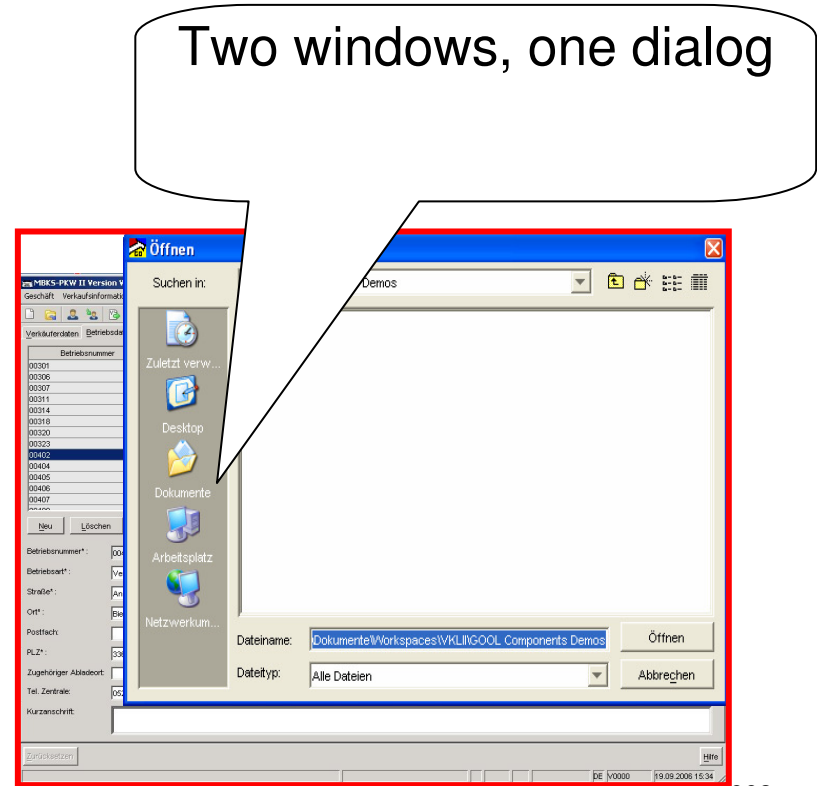 Two windows, one dialog
Öffnen
MBKS-PKW II Version
Suchen in:
Demos
Geschäft
Verkäuferdaten
Betriebsnummer
00301
00306
00307
00311
00314
00318
00320
00323
00402
00404
00405
00406
00407
Zuletzt verw...
Desktop
Dokumente
Arbeitsplatz
Netzwerkum...
Neu Löschen
Betriebsnummer* :
Betriebsart* :
Straße* :
Ort* :
Postfach:
PLZ* :
Zugehöriger Abladeort:
Tel. Zentrale:
Kurzanschrift:
Dateiname: Dokumente\Workspaces\VKLII\GOOL Components Demos Öffnen
Dateityp: Alle Dateien Abbrechen
Zurücksetzen Hilfe
DE V0000 19.09.2006 15:34